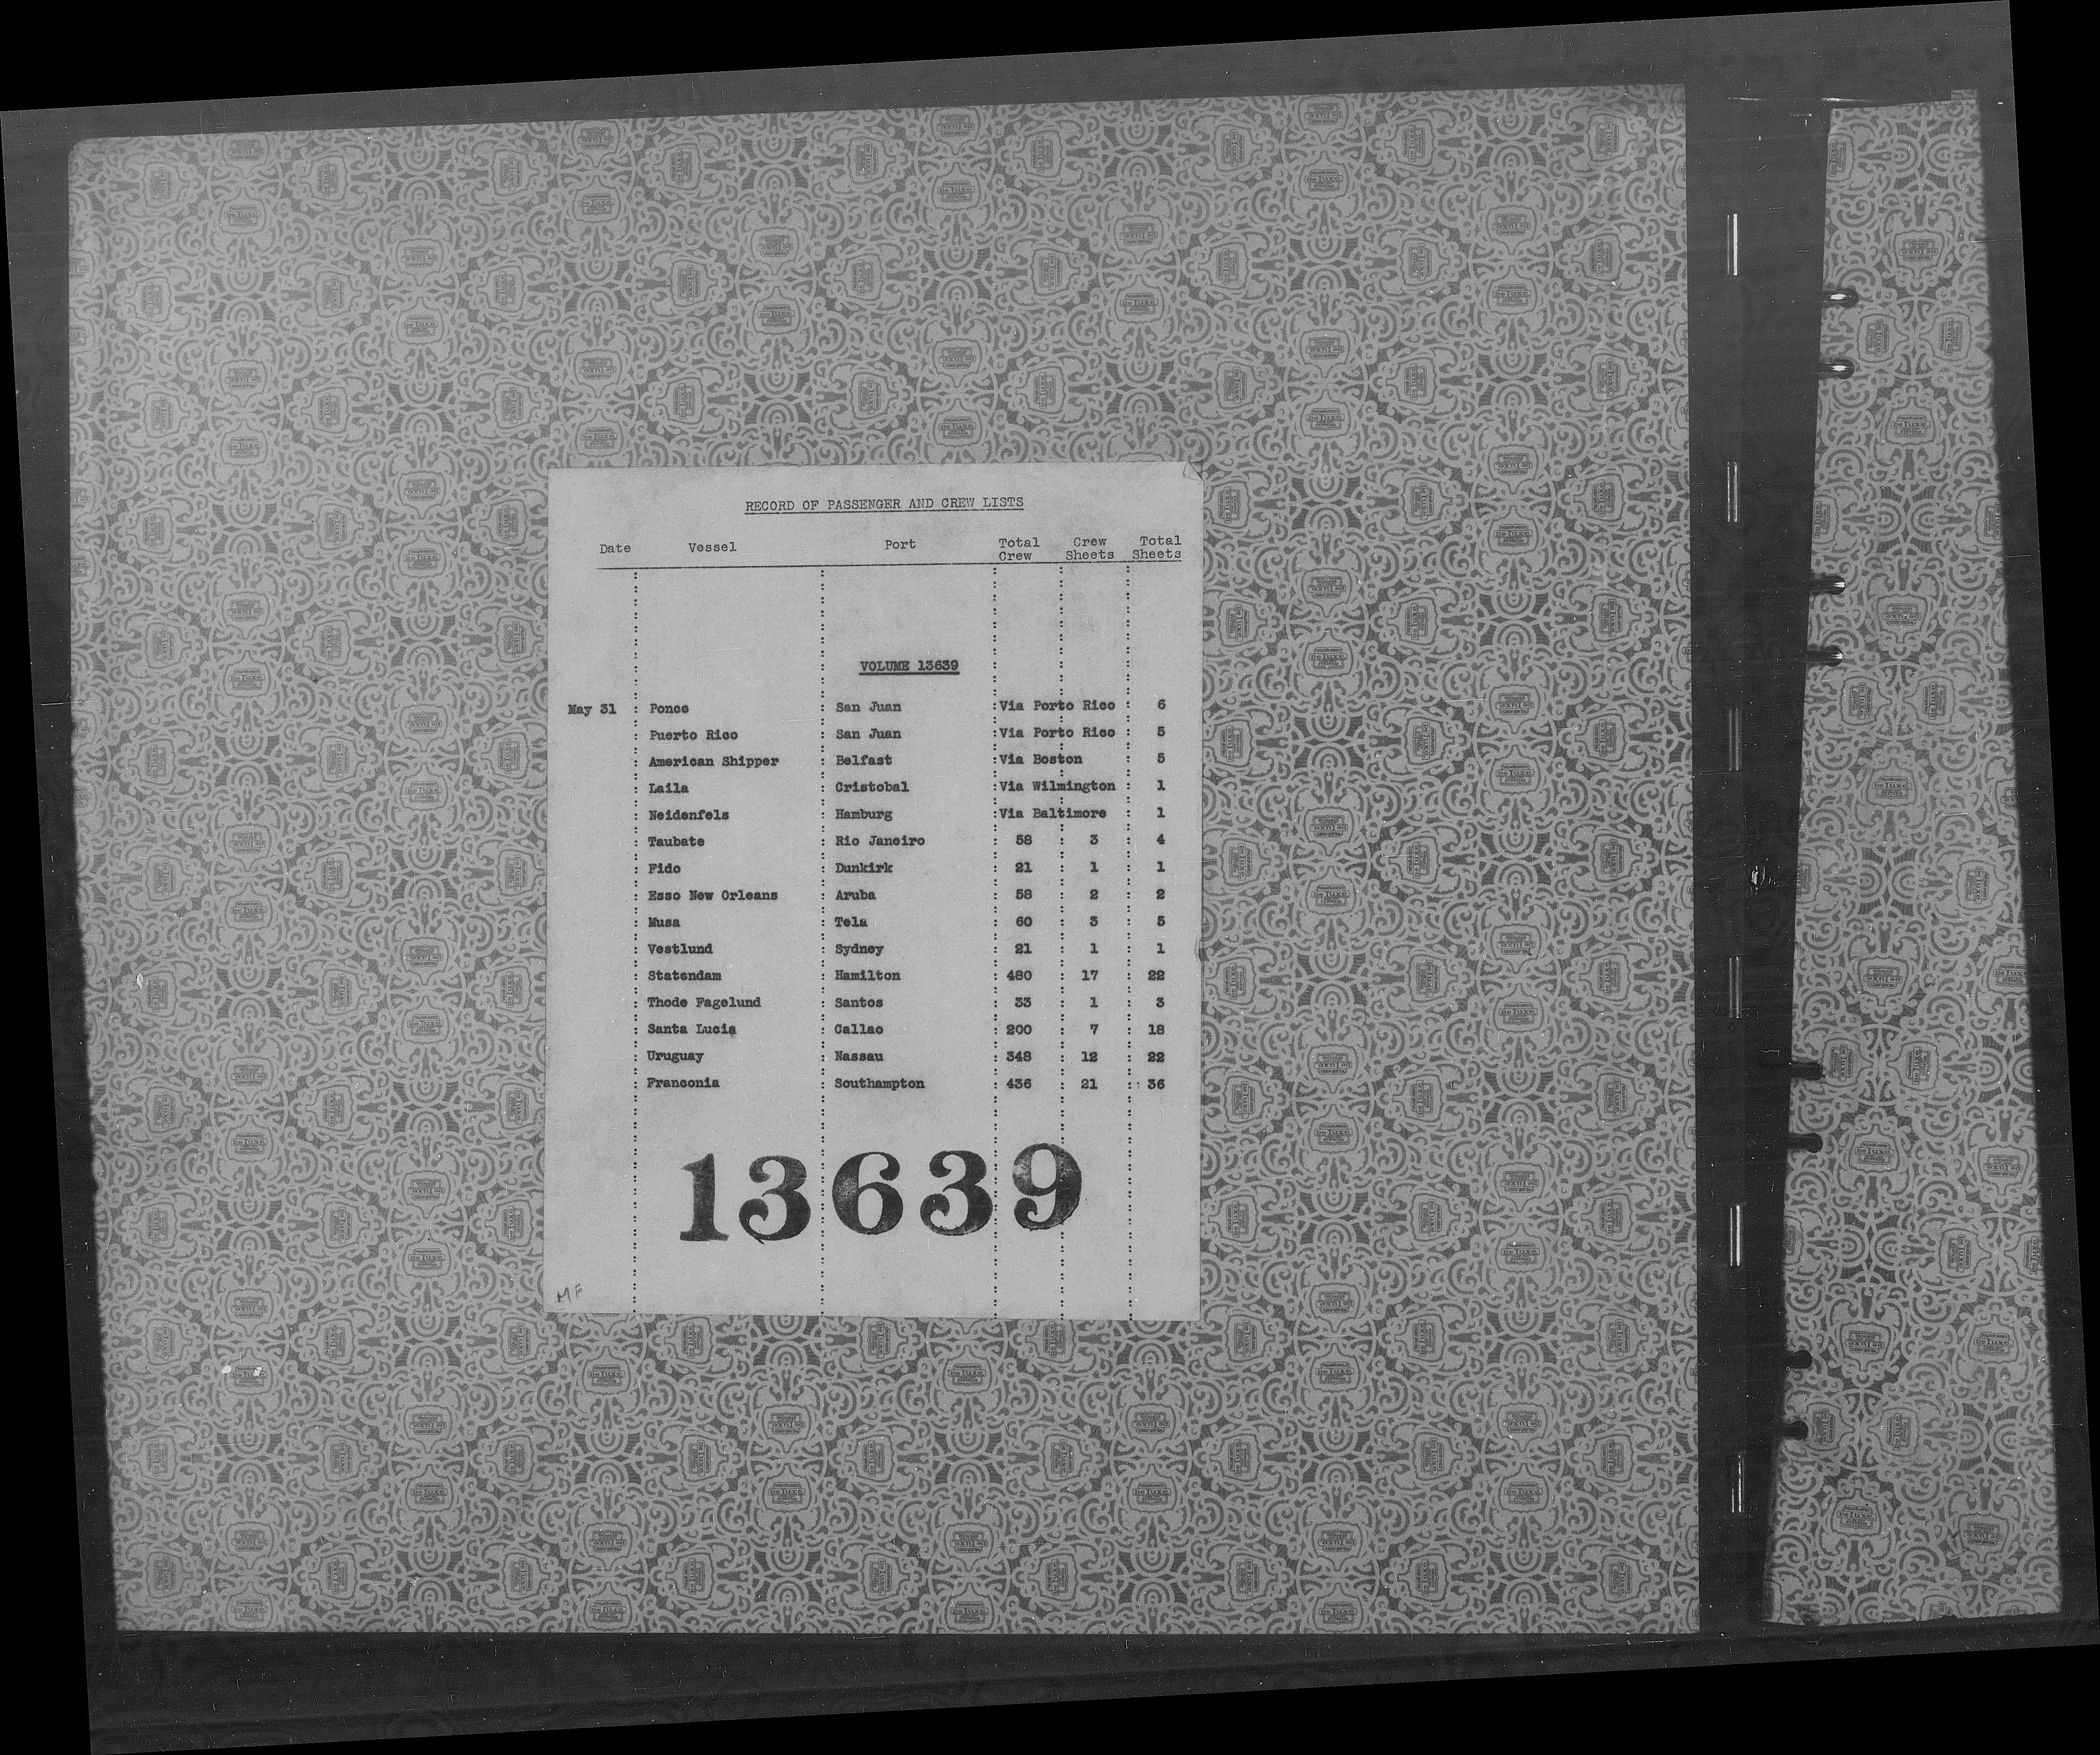 RECORD OF PASSENGER AND CREW LISTS
Date Vessel Port Total Crew Crew Sheets Total Sheets
VOLUME 13639
May 31 : Ponce : San Juan :Via Porto Rico : 6
: Puerto Rico : San Juan :Via Porto Rico : 5
: American Shipper : Belfast :Via Boston : 5
: Laila : Cristobal :Via Wilmington : 1
: Neidenfels : Hamburg :Via Baltimore : 1
: Taubate : Rio Janeiro : 58 : 3 : 4
: Fido : Dunkirk : 21 : 1 : 1
: Esso New Orleans : Aruba : 58 : 2 : 2
: Musa : Tela : 60 : 3 : 5
: Vestlund : Sydney : 21 : 1 : 1
: Statendam : Hamilton : 480 : 17 : 22
: Thode Fagelund : Santos : 33 : 1 : 3
: Santa Lucia : Callao : 200 : 7 : 18
: Uruguay : Nassau : 348 : 12 : 22
: Franconia : Southampton : 436 : 21 : 36
13639
MF
De Luxe